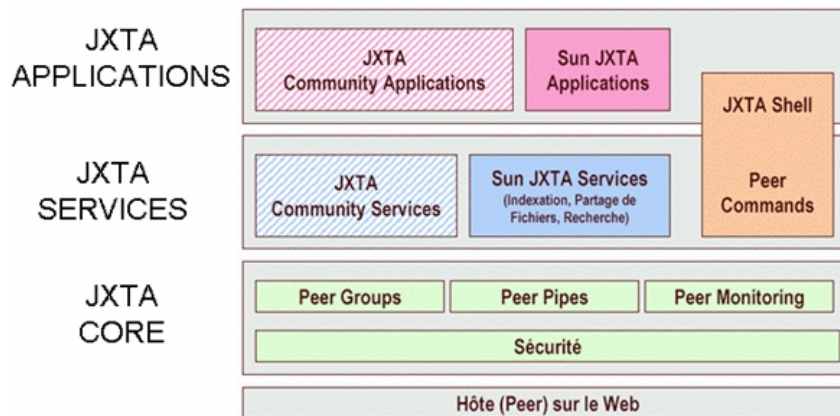 JXTA
APPLICATIONS
JXTA
Community Applications
Sun JXTA
Applications
JXTA Shell
Peer
Commands
JXTA
SERVICES
JXTA
Community Services
Sun JXTA Services
(Indexation, Partage de
Fichiers, Recherche)
JXTA
CORE
Peer Groups
Peer Pipes
Peer Monitoring
Sécurité
Hôte (Peer) sur le Web